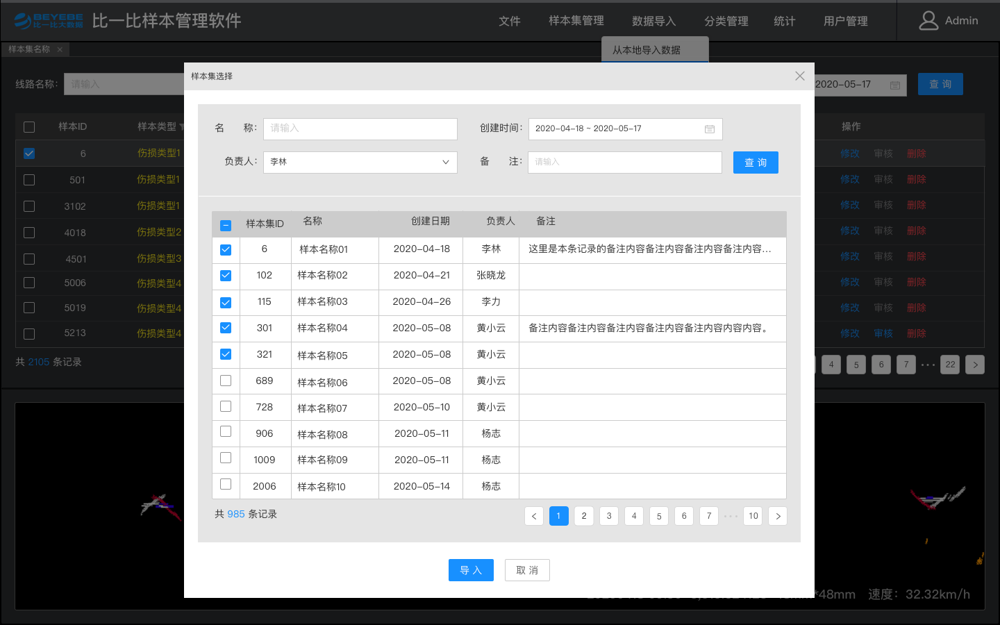 BEYEBE
比一比大数据
比一比样本管理软件
文件 样本集管理 数据导入 分类管理 统计 用户管理 Admin
样本集名称 ×
从本地导入数据
线路名称： 请输入
2020-05-17 查 询
样本集选择
名 称： 请输入
创建时间： 2020-04-18 ~ 2020-05-17
负责人： 李林
备 注： 请输入
查 询
样本ID 样本类型 操作
6 伤损类型1 修改 审核 删除
501 伤损类型1 修改 审核 删除
3102 伤损类型1 修改 审核 删除
4018 伤损类型2 修改 审核 删除
4501 伤损类型3 修改 审核 删除
5006 伤损类型4 修改 审核 删除
5019 伤损类型4 修改 审核 删除
5213 伤损类型4 修改 审核 删除
共 2105 条记录
4 5 6 7 ··· 22 >
样本集ID 名称 创建日期 负责人 备注
6 样本名称01 2020-04-18 李林 这里是本条记录的备注内容备注内容备注内容备注内容...
102 样本名称02 2020-04-21 张晓龙
115 样本名称03 2020-04-26 李力
301 样本名称04 2020-05-08 黄小云 备注内容备注内容备注内容备注内容备注内容内容内容。
321 样本名称05 2020-05-08 黄小云
689 样本名称06 2020-05-08 黄小云
728 样本名称07 2020-05-10 黄小云
906 样本名称08 2020-05-11 杨志
1009 样本名称09 2020-05-11 杨志
2006 样本名称10 2020-05-14 杨志
共 985 条记录
< 1 2 3 4 5 6 7 ··· 10 >
导 入 取 消
*48mm 速度：32.32km/h